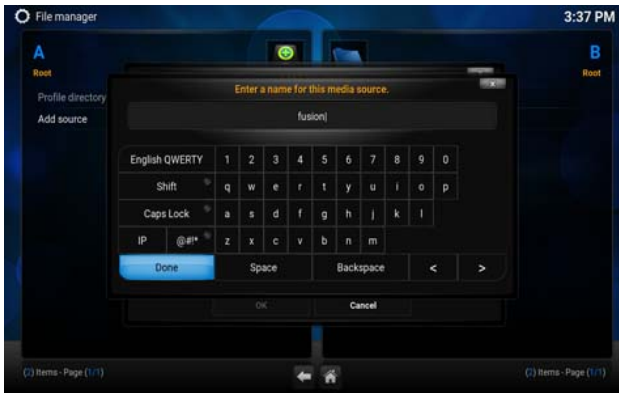 File manager
3:37 PM
A
B
Root
Root
Enter a name for this media source.
Profile directory
Add source
fusion
English QWERTY 1 2 3 4 5 6 7 8 9 0
Shift q w e r t y u i o p
Caps Lock a s d f g h j k l
IP @#!* z x c v b n m
Done Space Backspace < >
OK Cancel
(2) Items - Page (1/1)
(2) Items - Page (1/1)